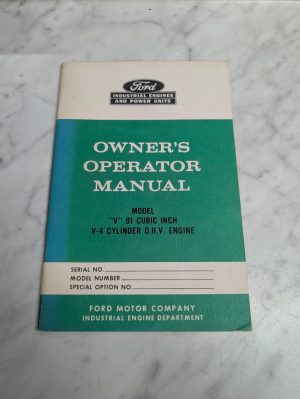 Ford
INDUSTRIAL ENGINES
AND POWER UNITS
OWNER'S
OPERATOR
MANUAL
MODEL
"V" 91 CUBIC INCH
V-4 CYLINDER O.H.V. ENGINE
SERIAL NO.
MODEL NUMBER
SPECIAL OPTION NO.
FORD MOTOR COMPANY
INDUSTRIAL ENGINE DEPARTMENT